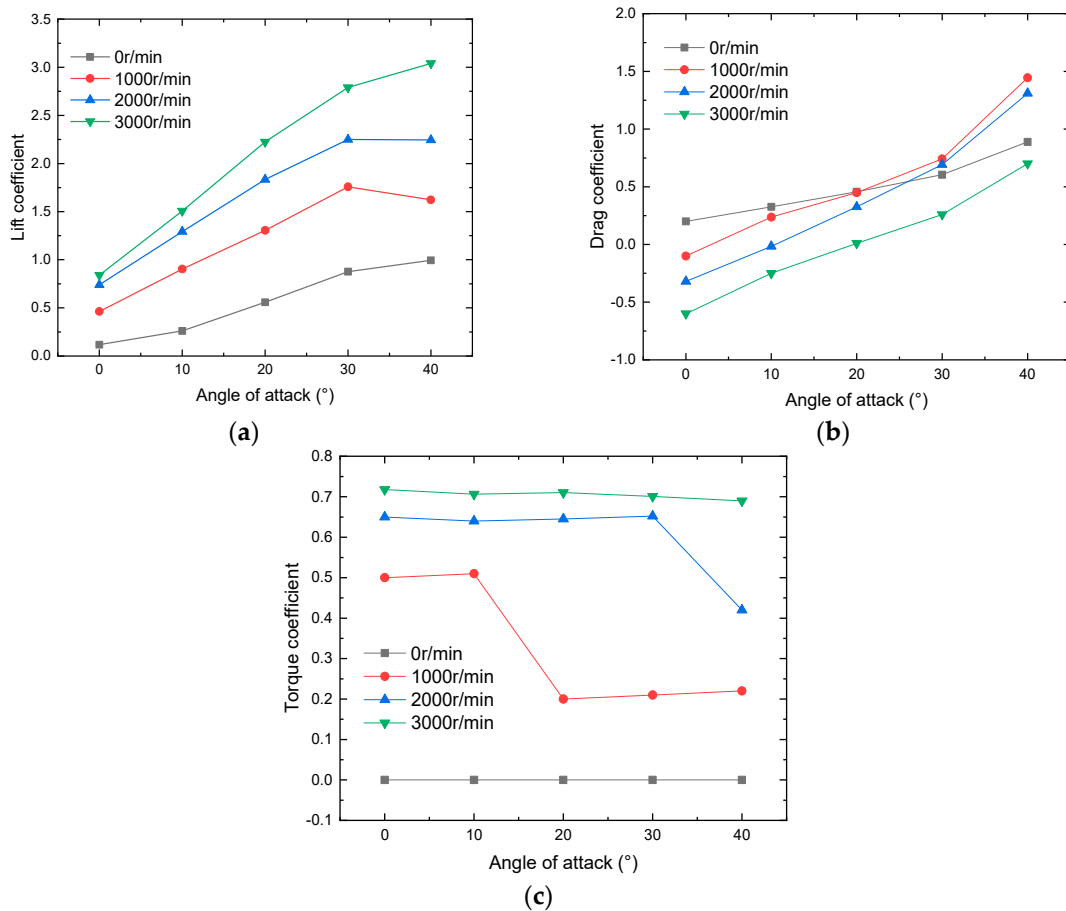 3.5
3.0
2.5
2.0
1.5
1.0
0.5
0.0
Lift coefficient
0r/min
1000r/min
2000r/min
3000r/min
0 10 20 30 40
Angle of attack (°)
(a)
2.0
1.5
1.0
0.5
0.0
-0.5
-1.0
Drag coefficient
0r/min
1000r/min
2000r/min
3000r/min
0 10 20 30 40
Angle of attack (°)
(b)
0.8
0.7
0.6
0.5
0.4
0.3
0.2
0.1
0.0
-0.1
Torque coefficient
0r/min
1000r/min
2000r/min
3000r/min
0 10 20 30 40
Angle of attack (°)
(c)